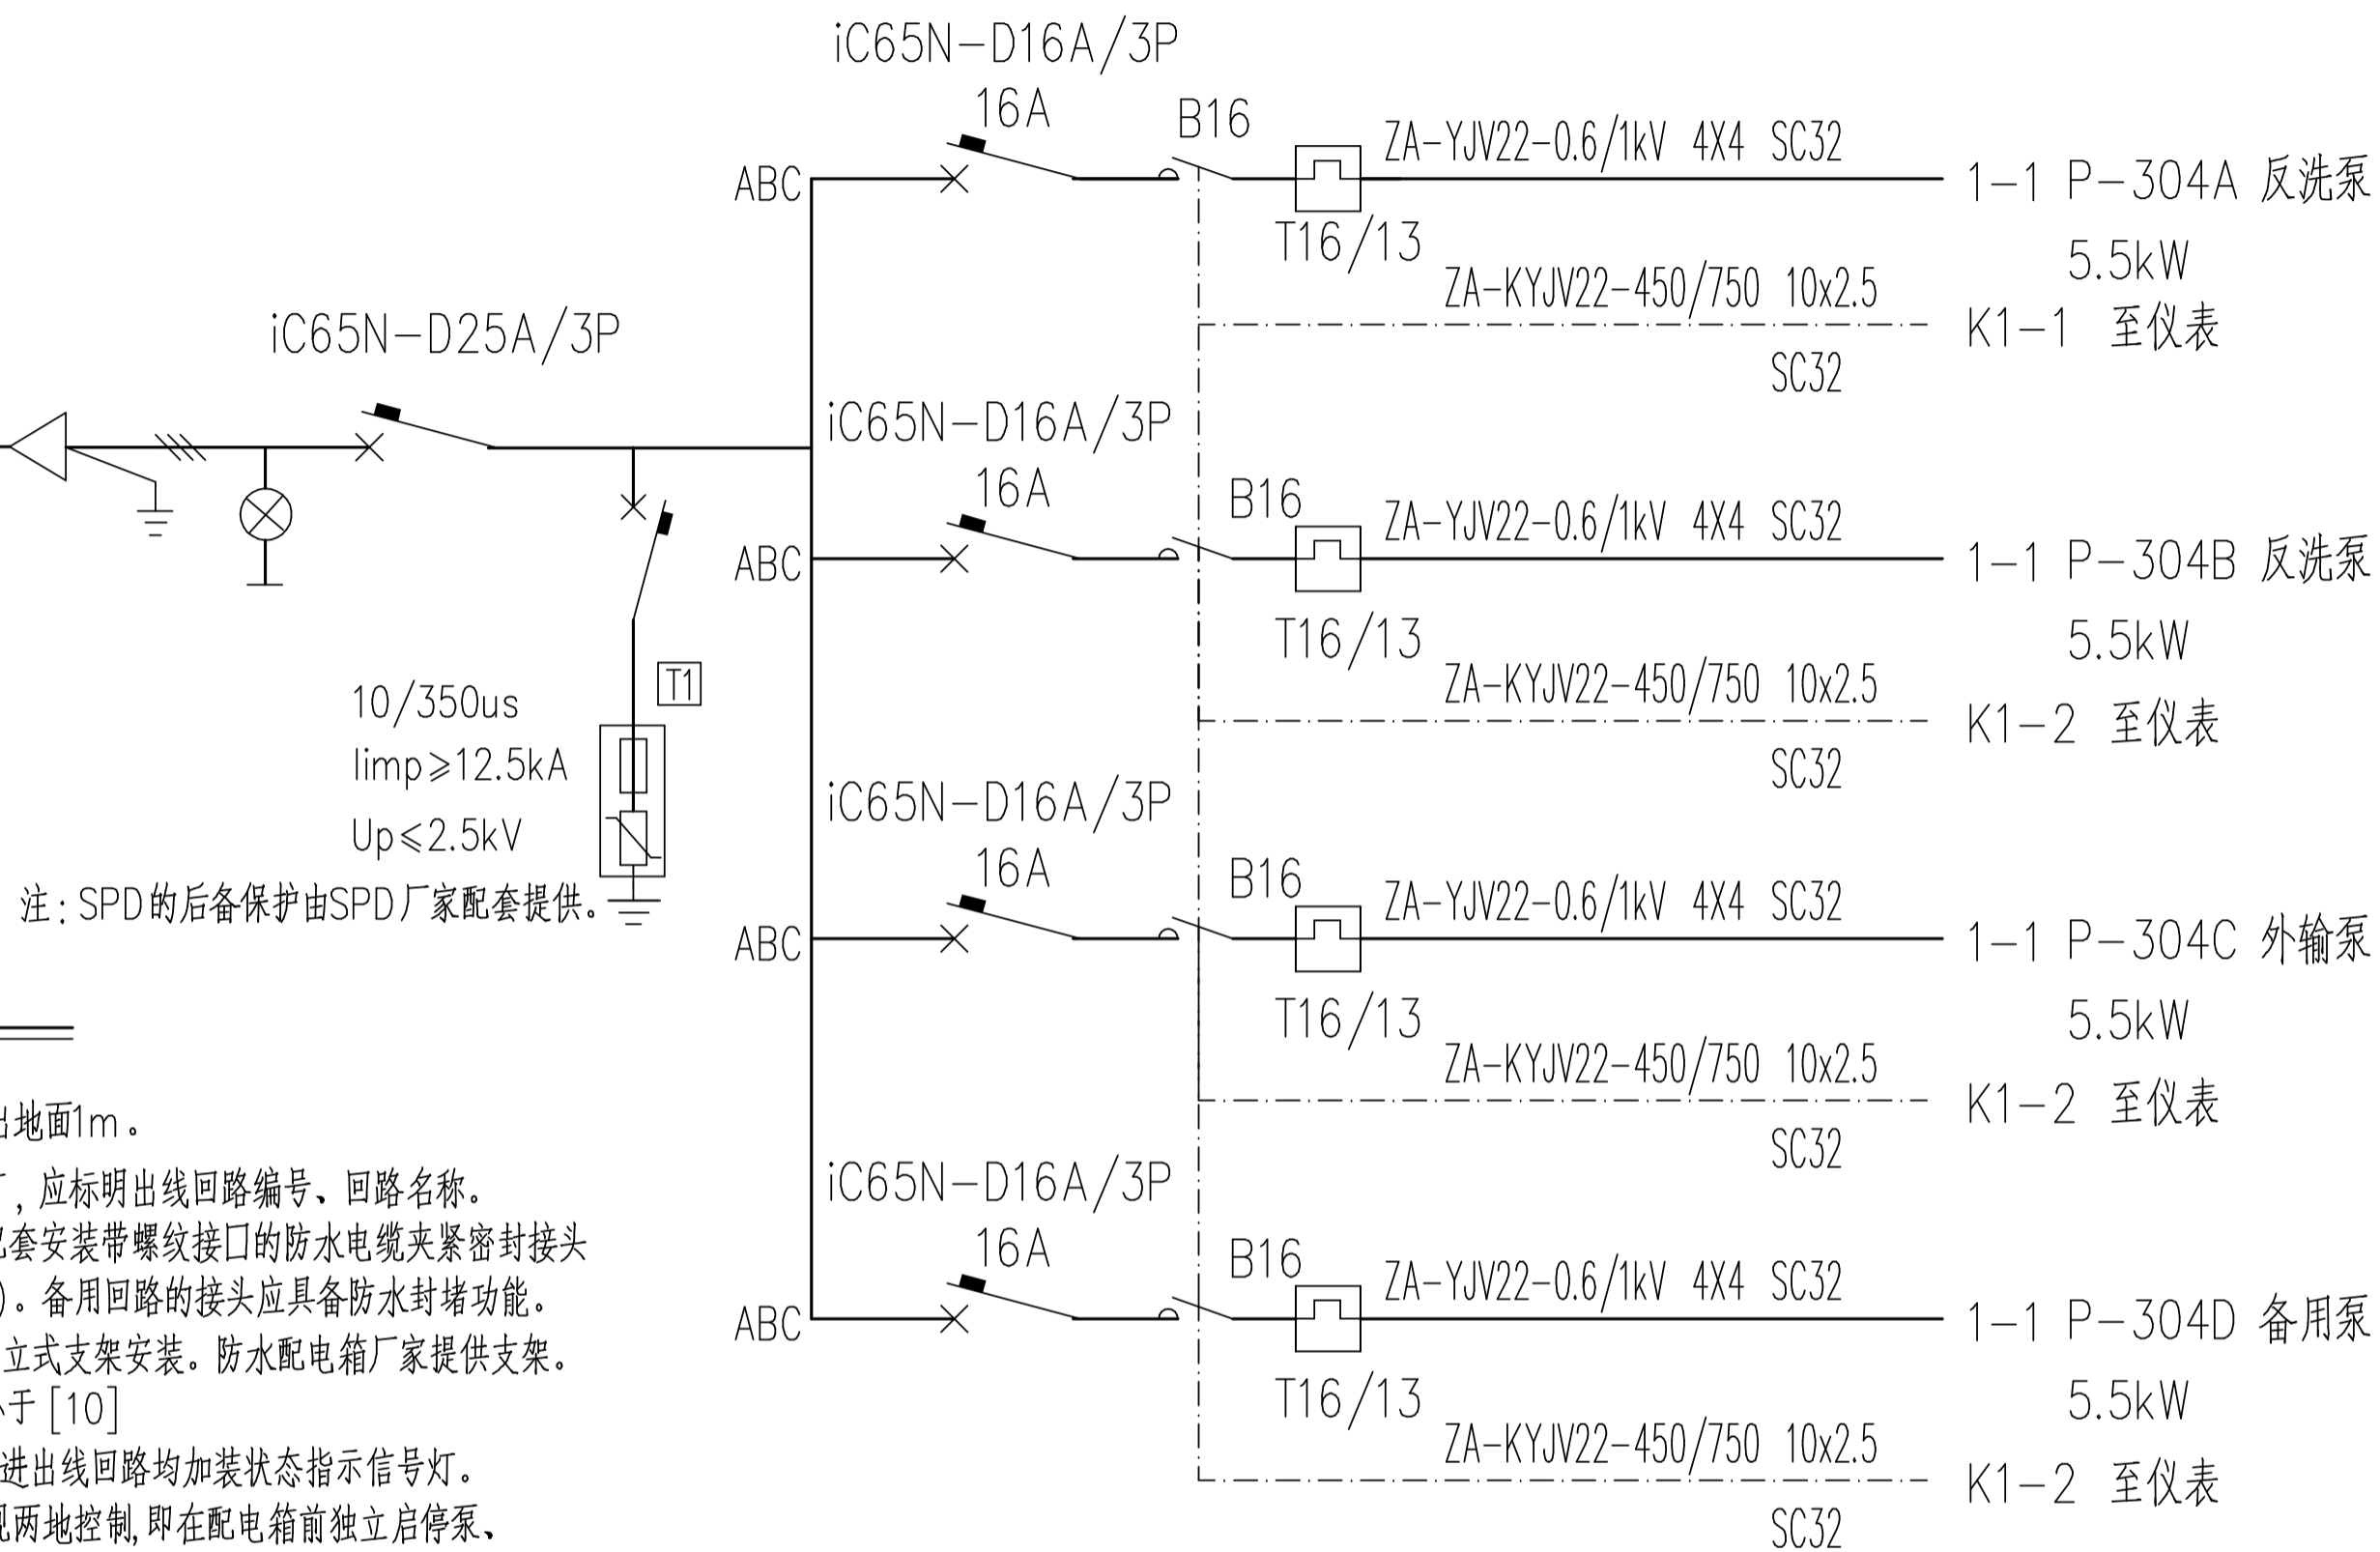 iC65N-D16A/3P
16A
B16
ZA-YJV22-0.6/1kV 4X4 SC32
ABC
1-1 P-304A 反洗泵
T16/13
5.5kW
ZA-KYJV22-450/750 10x2.5
K1-1 至仪表
SC32
iC65N-D25A/3P
iC65N-D16A/3P
16A
B16
ZA-YJV22-0.6/1kV 4X4 SC32
ABC
1-1 P-304B 反洗泵
T16/13
5.5kW
ZA-KYJV22-450/750 10x2.5
K1-2 至仪表
SC32
T1
10/350us
Iimp≥12.5kA
Up≤2.5kV
注:SPD的后备保护由SPD厂家配套提供。
iC65N-D16A/3P
16A
B16
ZA-YJV22-0.6/1kV 4X4 SC32
ABC
1-1 P-304C 外输泵
T16/13
5.5kW
ZA-KYJV22-450/750 10x2.5
K1-2 至仪表
SC32
iC65N-D16A/3P
16A
B16
ZA-YJV22-0.6/1kV 4X4 SC32
ABC
1-1 P-304D 备用泵
T16/13
5.5kW
ZA-KYJV22-450/750 10x2.5
K1-2 至仪表
SC32
出地面1m。
,应标明出线回路编号、回路名称。
配套安装带螺纹接口的防水电缆夹紧密封接头
)。备用回路的接头应具备防水封堵功能。
立式支架安装。防水配电箱厂家提供支架。
于[10]
进出线回路均加装状态指示信号灯。
现两地控制,即在配电箱前独立启停泵、